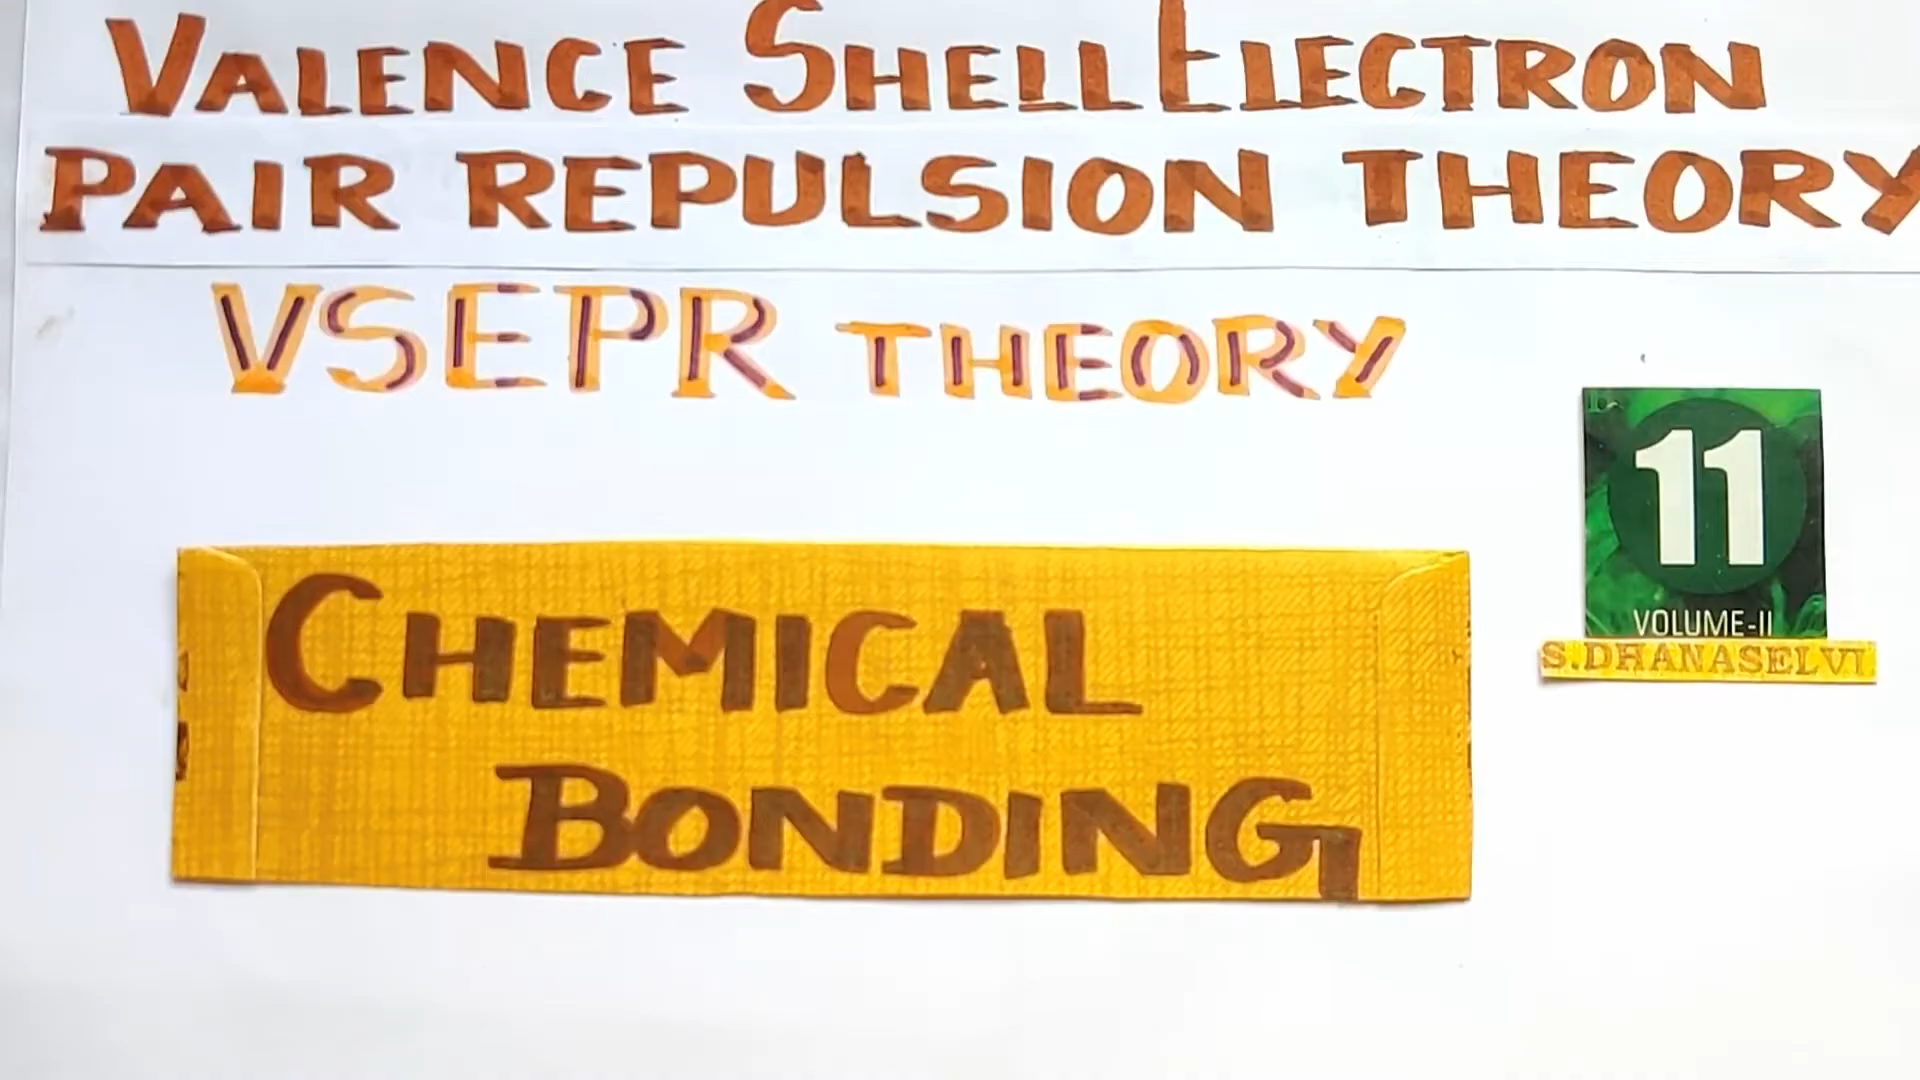 VALENCE SHELL ELECTRON
PAIR REPULSION THEORY
VSEPR THEORY
11
VOLUME-II
S.DHANASELVI
CHEMICAL
BONDING